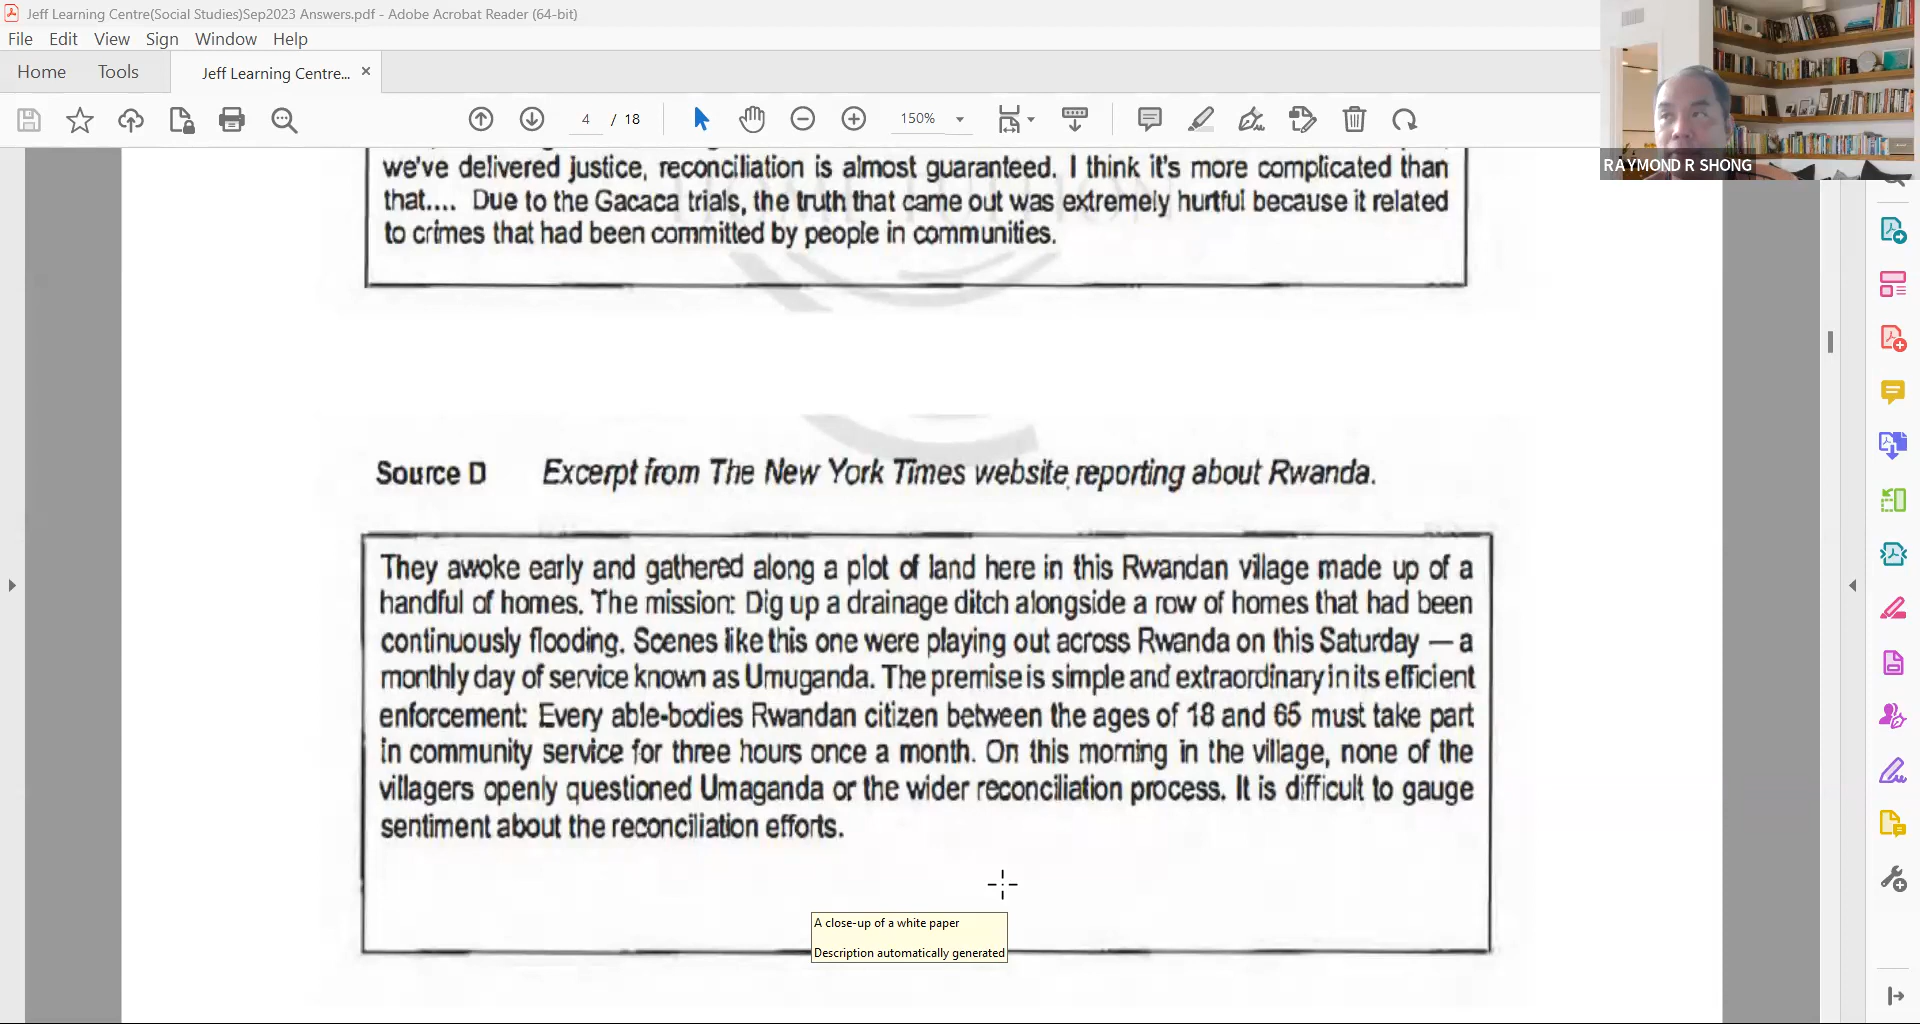 Jeff Learning Centre(Social Studies)Sep2023 Answers.pdf - Adobe Acrobat Reader (64-bit)
File Edit View Sign Window Help
Home Tools Jeff Learning Centre... ×
4 / 18 150%
RAYMOND R SHONG
we've delivered justice, reconciliation is almost guaranteed. I think it's more complicated than
that.... Due to the Gacaca trials, the truth that came out was extremely hurtful because it related
to crimes that had been committed by people in communities.
Source D Excerpt from The New York Times website reporting about Rwanda.
They awoke early and gathered along a plot of land here in this Rwandan village made up of a
handful of homes. The mission: Dig up a drainage ditch alongside a row of homes that had been
continuously flooding. Scenes like this one were playing out across Rwanda on this Saturday — a
monthly day of service known as Umuganda. The premise is simple and extraordinary in its efficient
enforcement: Every able-bodies Rwandan citizen between the ages of 18 and 65 must take part
in community service for three hours once a month. On this morning in the village, none of the
villagers openly questioned Umaganda or the wider reconciliation process. It is difficult to gauge
sentiment about the reconciliation efforts.
A close-up of a white paper
Description automatically generated